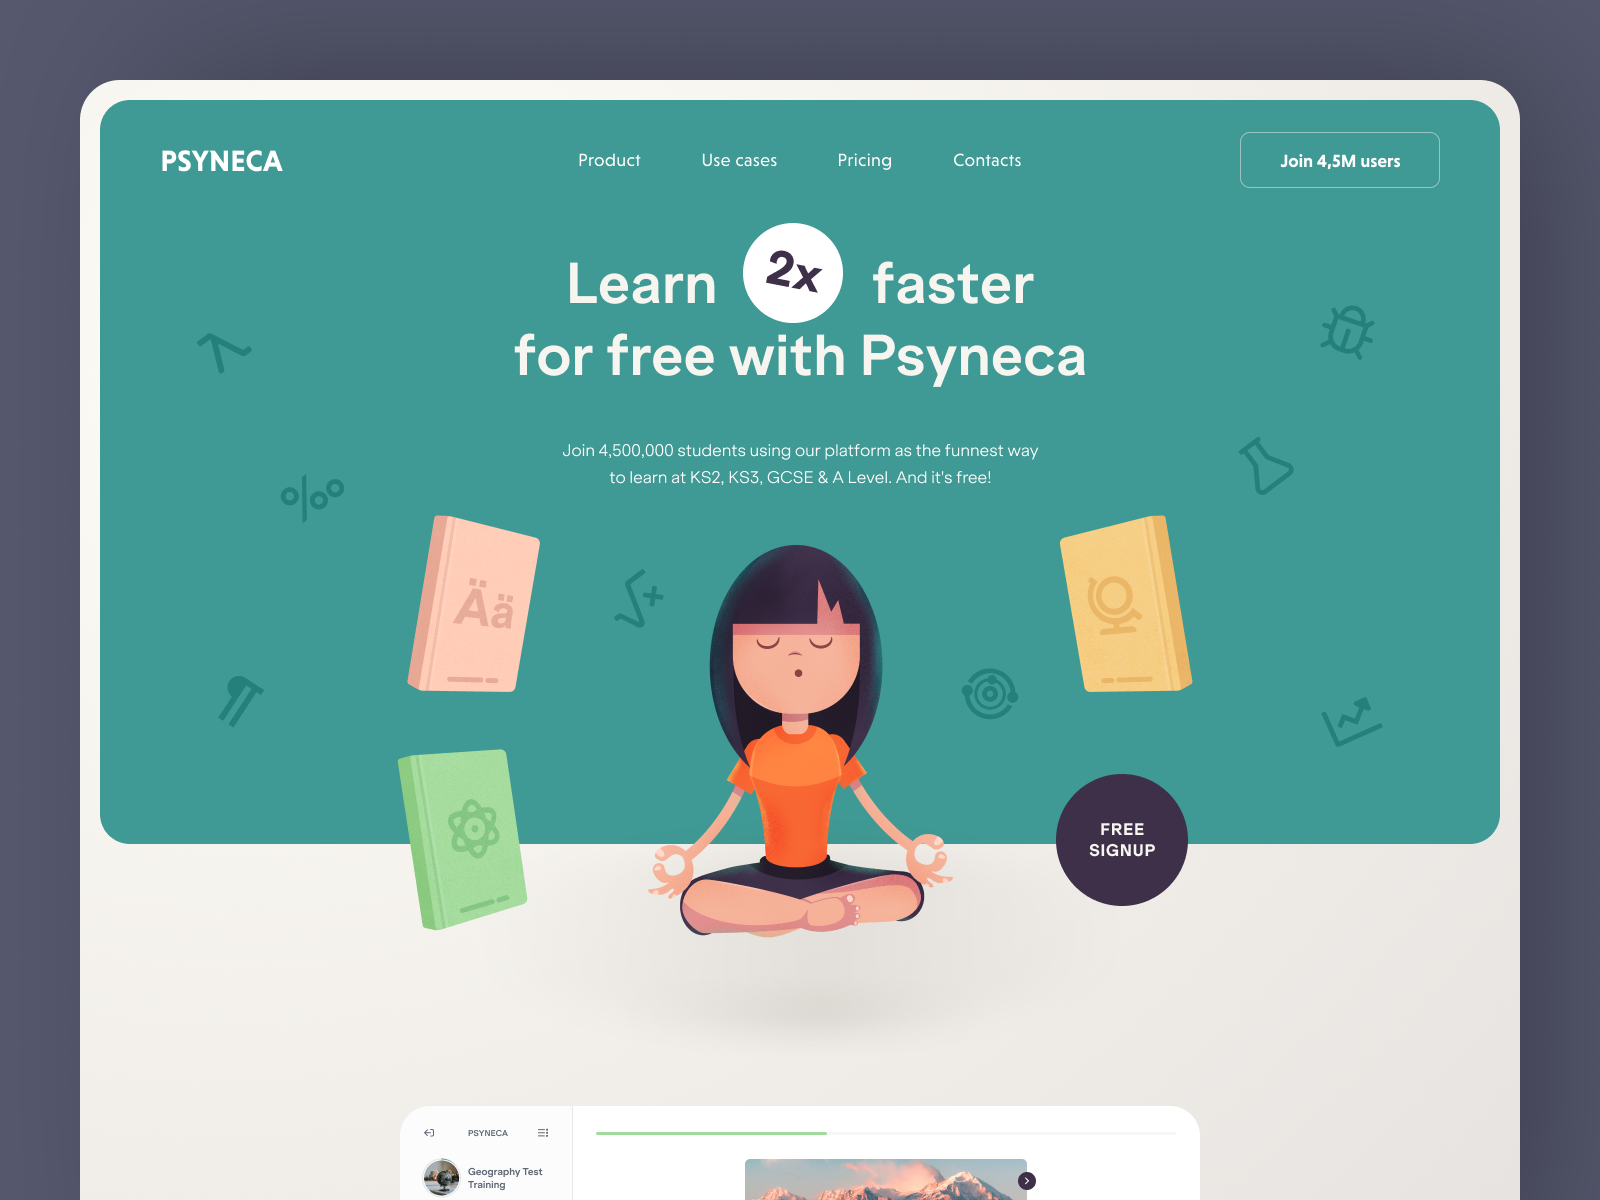 PSYNECA
Product
Use cases
Pricing
Contacts
Join 4,5M users
Learn 2x faster
for free with Psyneca
Join 4,500,000 students using our platform as the funnest way
to learn at KS2, KS3, GCSE & A Level. And it's free!
Ää
FREE
SIGNUP
PSYNECA
Geography Test
Training